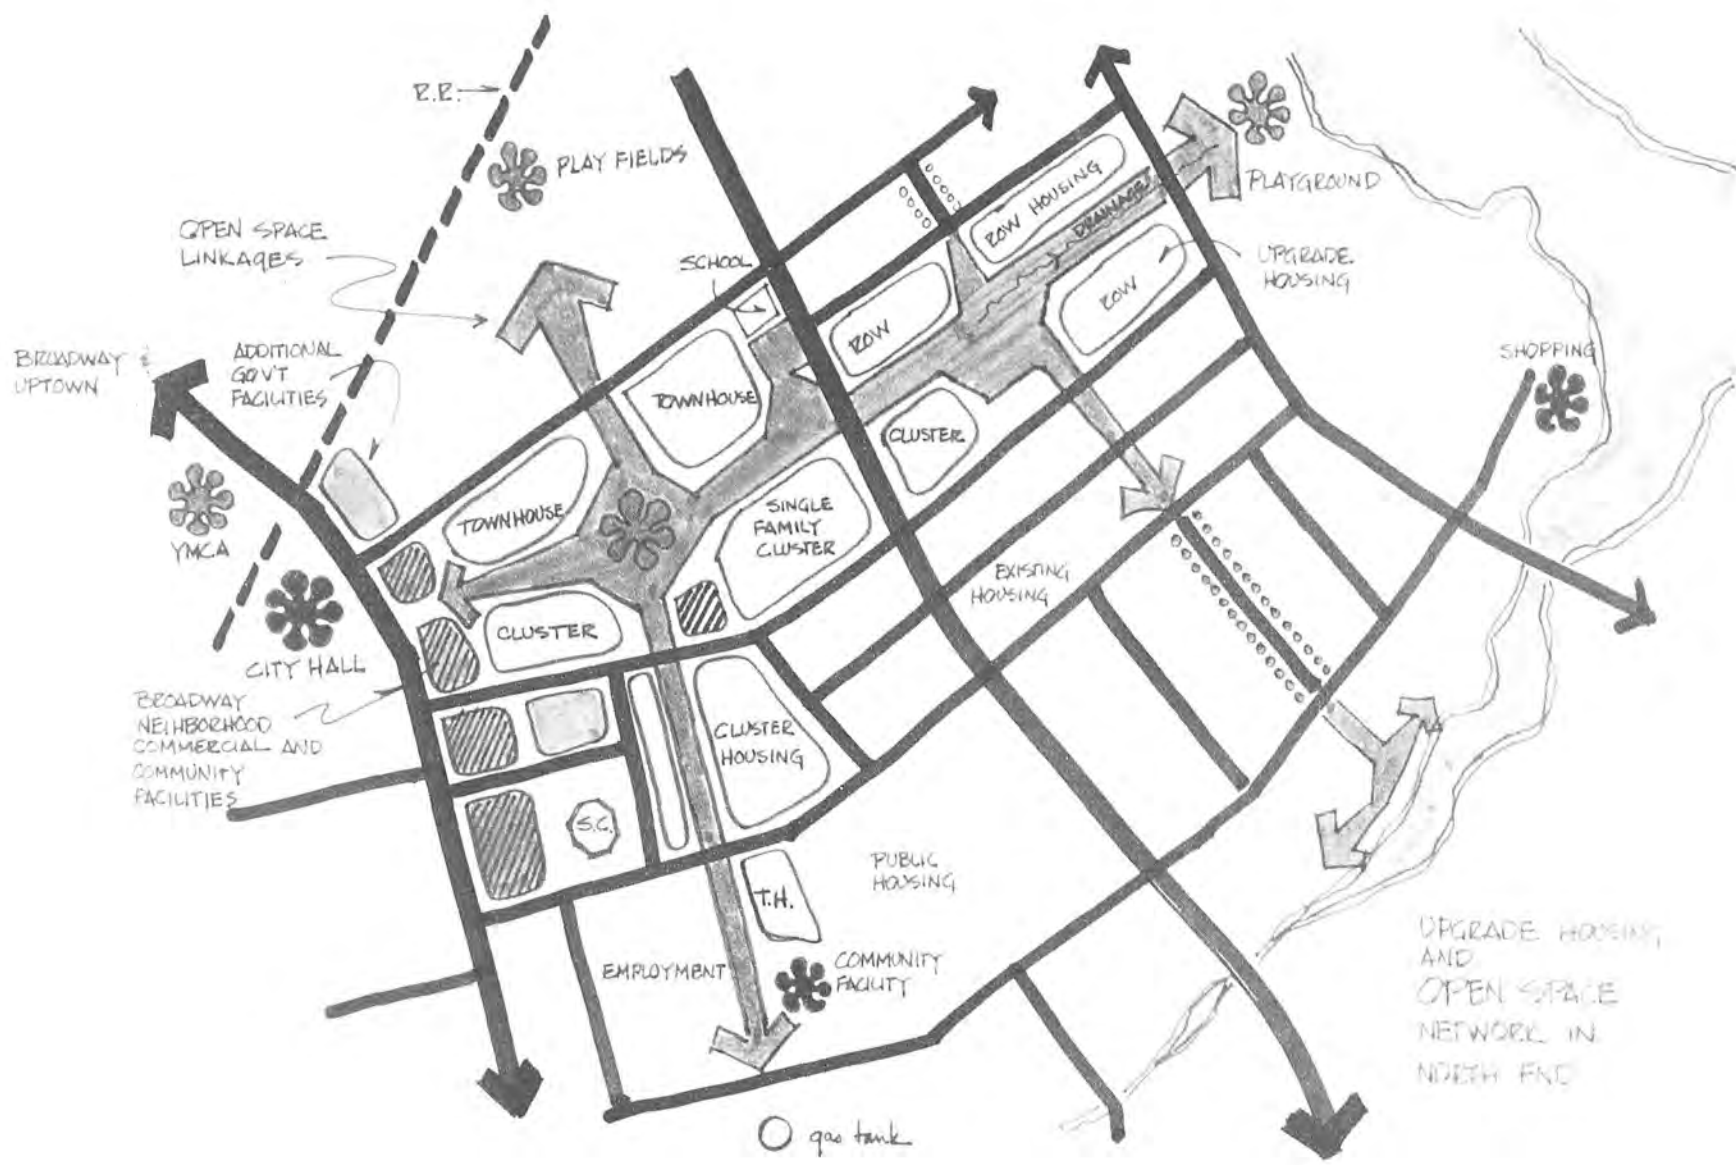 R.R.
PLAY FIELDS
OPEN SPACE
LINKAGES
SCHOOL
ROW HOUSING
DRAINAGE
PLAYGROUND
UPGRADE
HOUSING
ROW
ROW
SHOPPING
BROADWAY &
UPTOWN
ADDITIONAL
GOV'T
FACILITIES
TOWNHOUSE
CLUSTER
TOWNHOUSE
SINGLE
FAMILY
CLUSTER
YMCA
EXISTING
HOUSING
CITY HALL
CLUSTER
BROADWAY
NEIHBORHOOD
COMMERCIAL AND
COMMUNITY
FACILITIES
CLUSTER
HOUSING
S.C.
PUBLIC
HOUSING
T.H.
EMPLOYMENT
COMMUNITY
FACILITY
UPGRADE HOUSING
AND
OPEN SPACE
NETWORK IN
NORTH END
gas tank